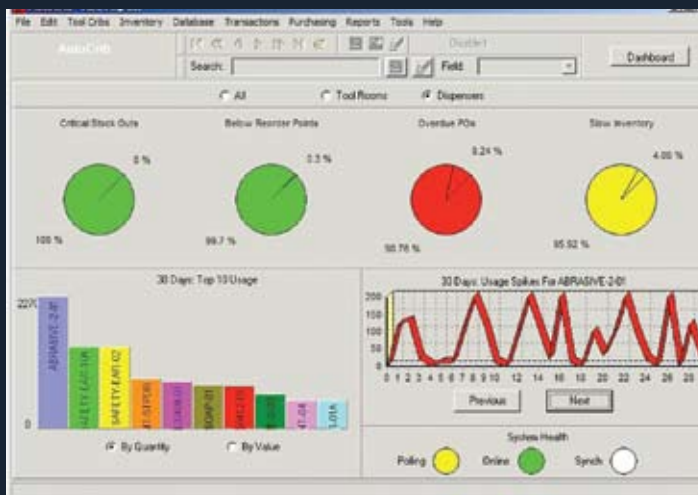 File Edit Tool Cribs Inventory Database Transactions Purchasing Reports Tools Help
AutoCrib
Disabled
Search: Field: Dashboard
All Tool Rooms Dispensers
Critical Stock Outs Below Reorder Points Overdue POs Slow Inventory
0 % 0.3 % 9.24 % 4.08 %
100 % 99.7 % 90.76 % 95.92 %
30 Days: Top 10 Usage
ABRASIVE-2-01
SAFETY-EAR-02
SOAP-01
0
By Quantity By Value
30 Days: Usage Spikes For ABRASIVE-2-01
200
150
100
50
0
0 1 2 3 4 5 6 7 8 9 10 12 14 16 18 20 22 24 26 28
Previous Next
System Health
Polling Online Synch